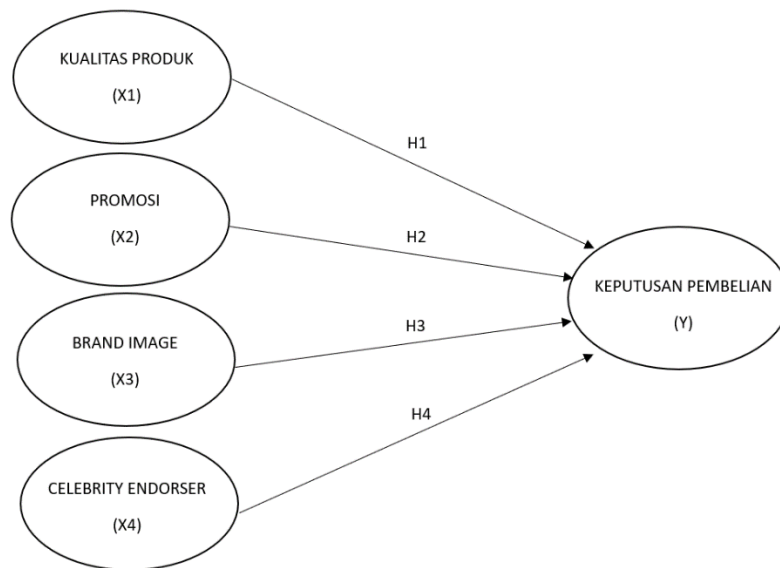 KUALITAS PRODUK
(X1)
H1
PROMOSI
(X2)
H2
KEPUTUSAN PEMBELIAN
(Y)
BRAND IMAGE
(X3)
H3
CELEBRITY ENDORSER
(X4)
H4